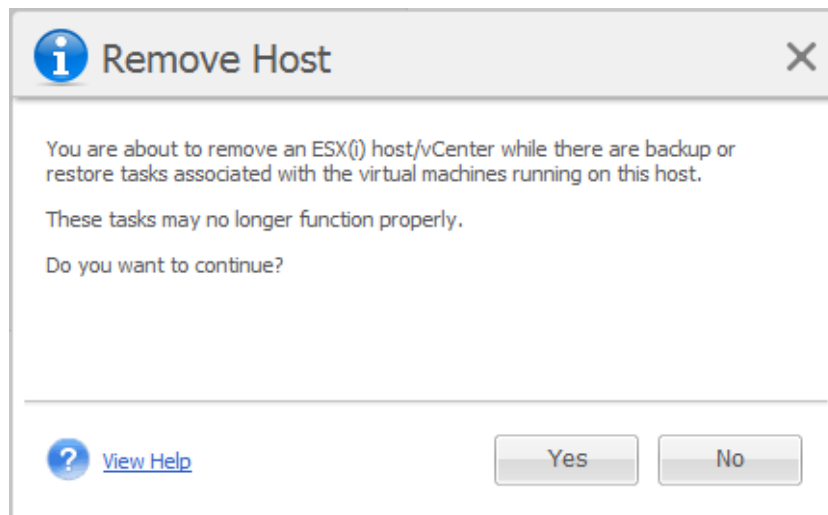 Remove Host
You are about to remove an ESX(i) host/vCenter while there are backup or
restore tasks associated with the virtual machines running on this host.
These tasks may no longer function properly.
Do you want to continue?
View Help
Yes
No